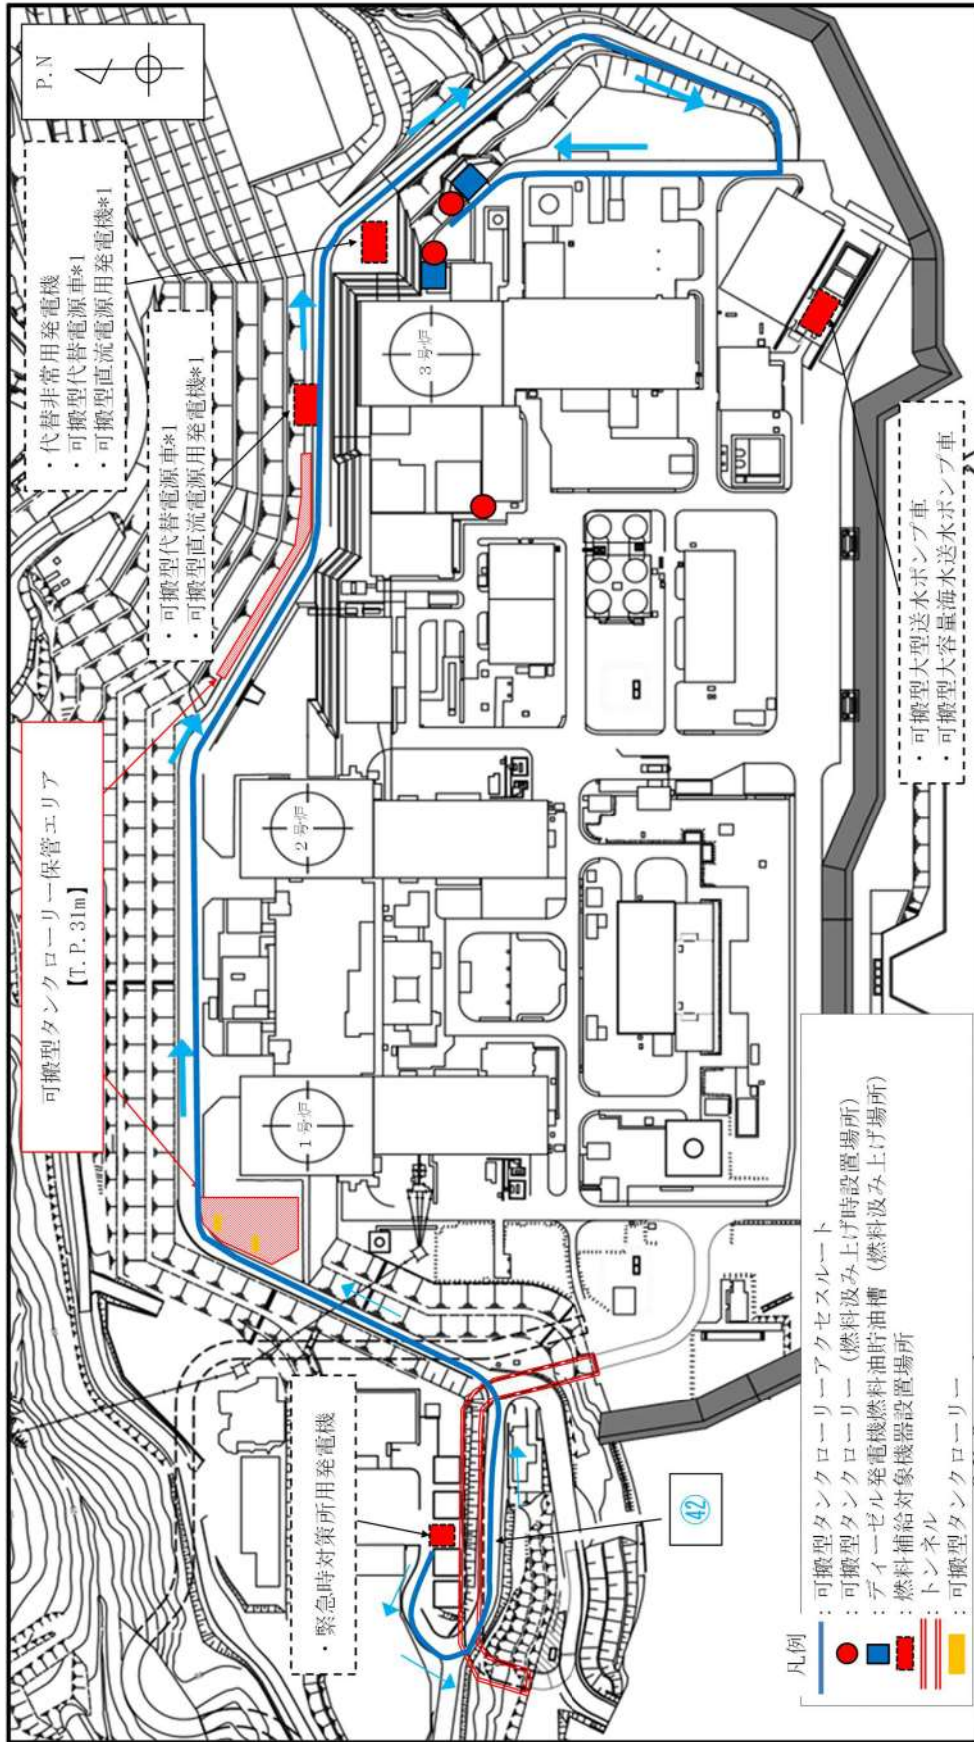 P.N
・代替非常用発電機
・可搬型代替電源車*1
・可搬型直流電源用発電機*1
・可搬型代替電源車*1
・可搬型直流電源用発電機*1
可搬型タンクローリー保管エリア
【T.P.31m】
・緊急時対策所用発電機
1号炉
2号炉
3号炉
㊷
・可搬型大型送水ポンプ車
・可搬型大容量海水送水ポンプ車
凡例
：可搬型タンクローリーアクセスルート
：可搬型タンクローリー（燃料汲み上げ時設置場所）
：ディーゼル発電機燃料油貯油槽（燃料汲み上げ場所）
：燃料補給対象機器設置場所
：トンネル
：可搬型タンクローリー